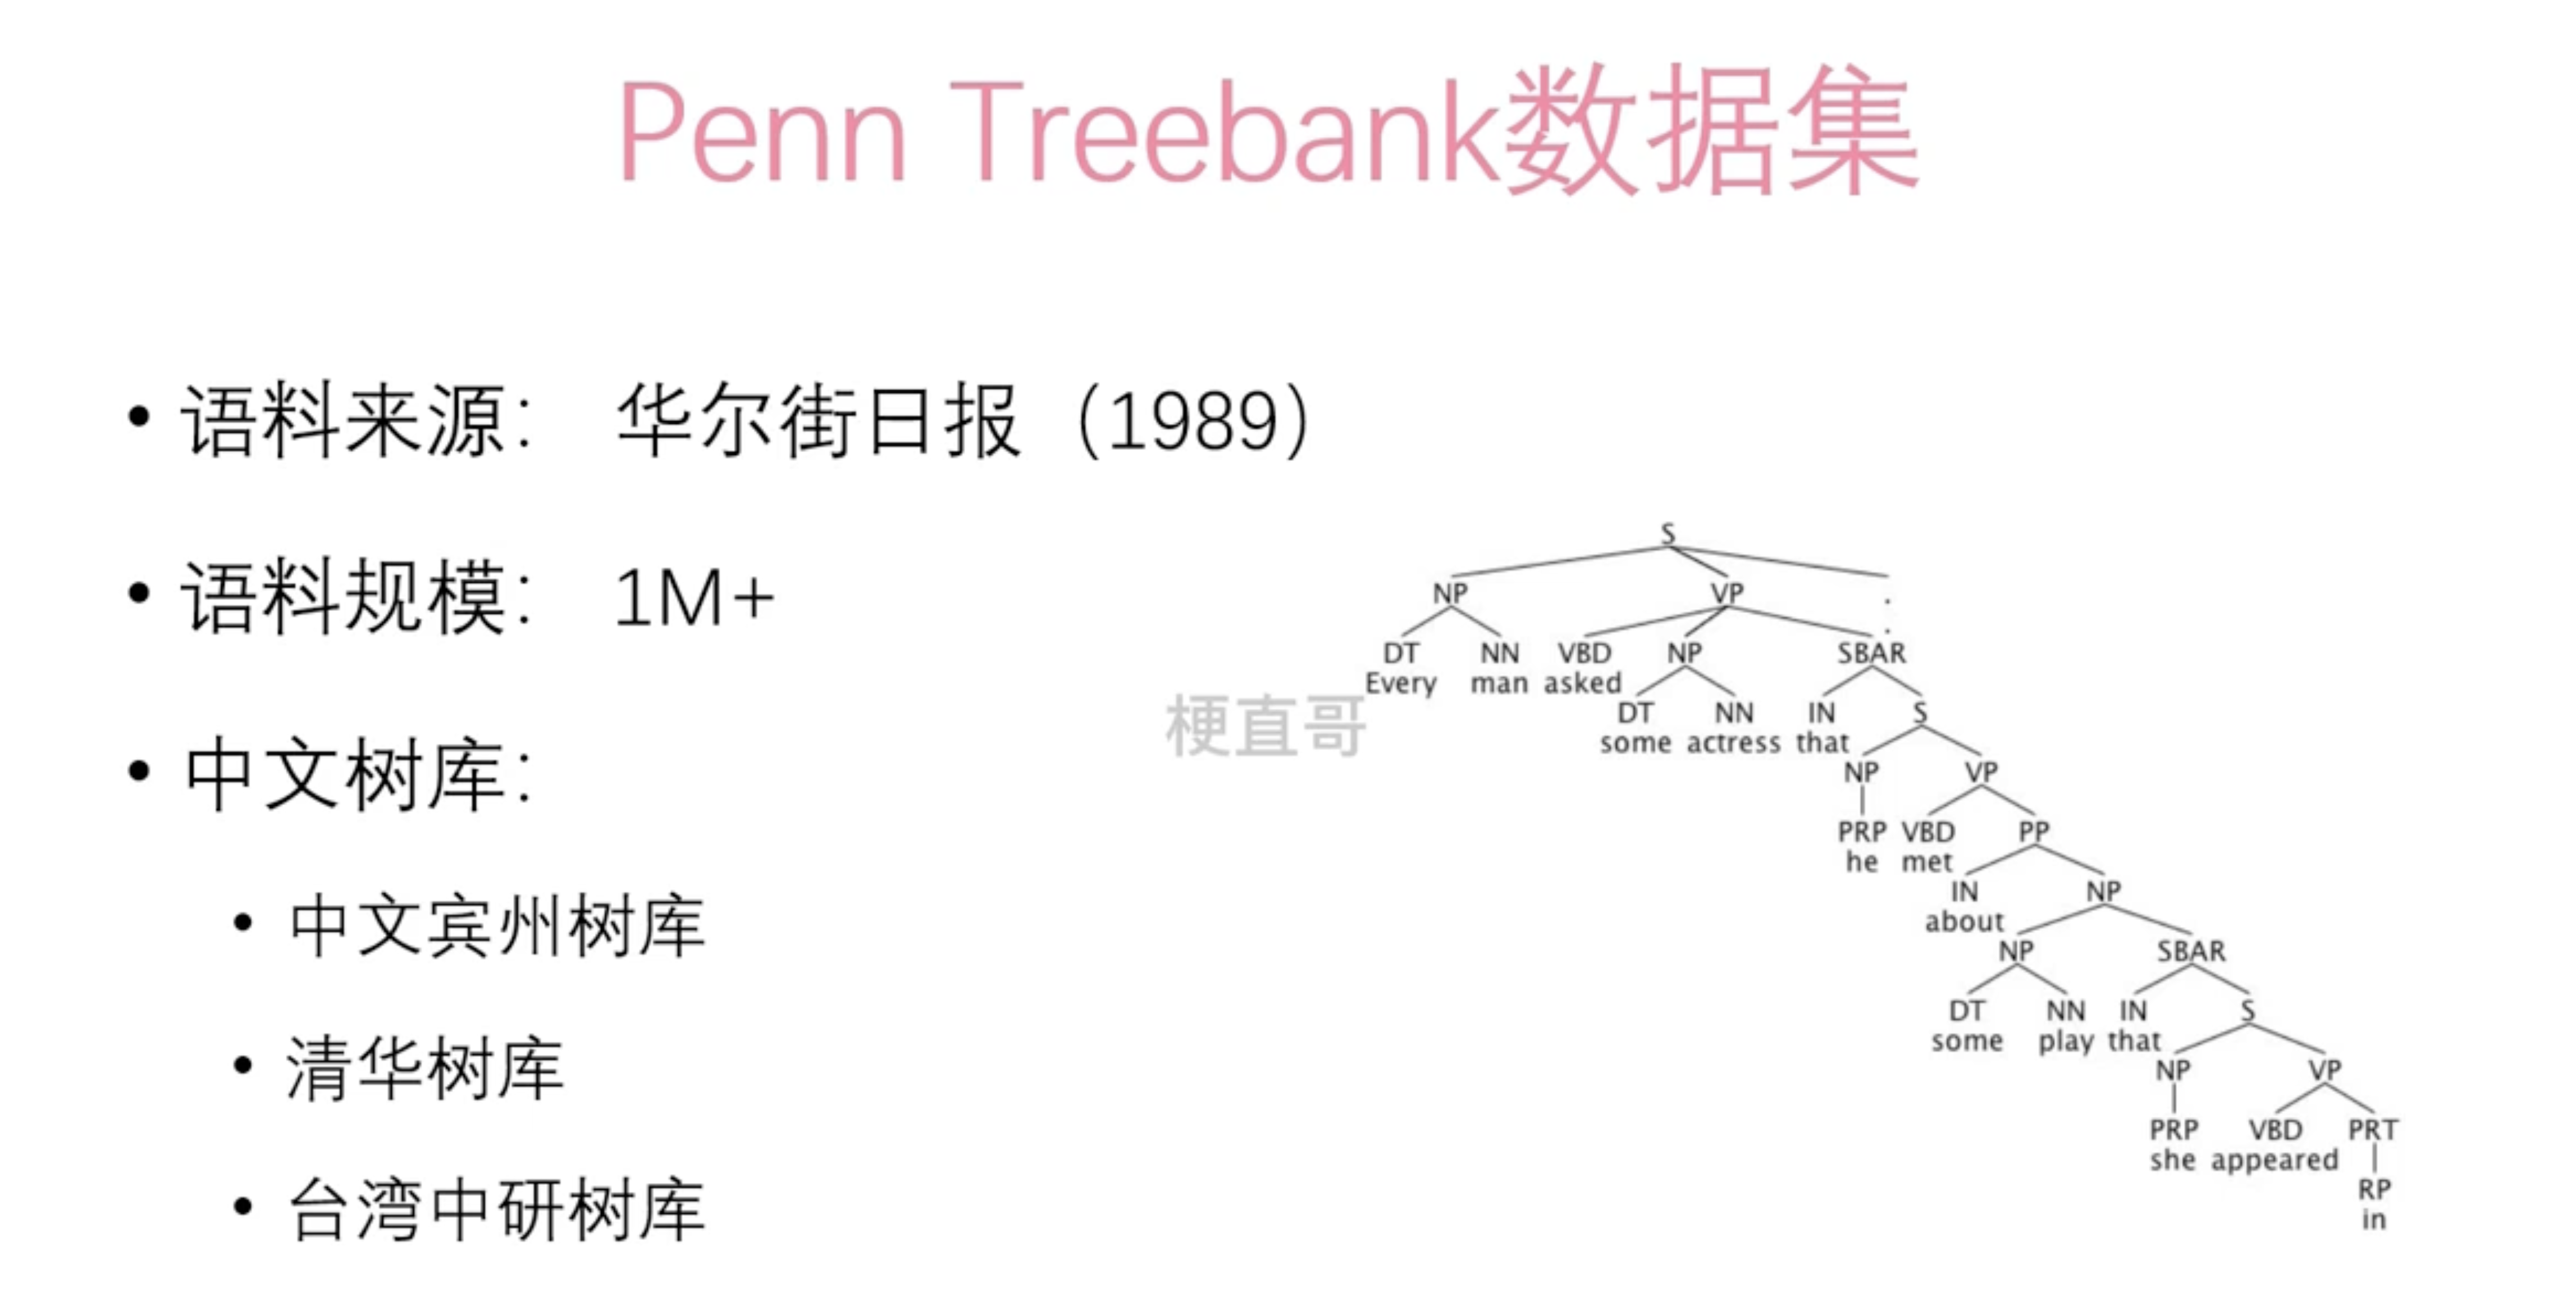 Penn Treebank数据集
• 语料来源： 华尔街日报（1989）
• 语料规模： 1M+
• 中文树库：
• 中文宾州树库
• 清华树库
• 台湾中研树库
梗直哥
S
NP VP .
DT NN VBD NP SBAR .
Every man asked
DT NN IN S
some actress that
NP VP
PRP VBD PP
he met
IN NP
about
NP SBAR
DT NN IN S
some play that
NP VP
PRP VBD PRT
she appeared
RP
in